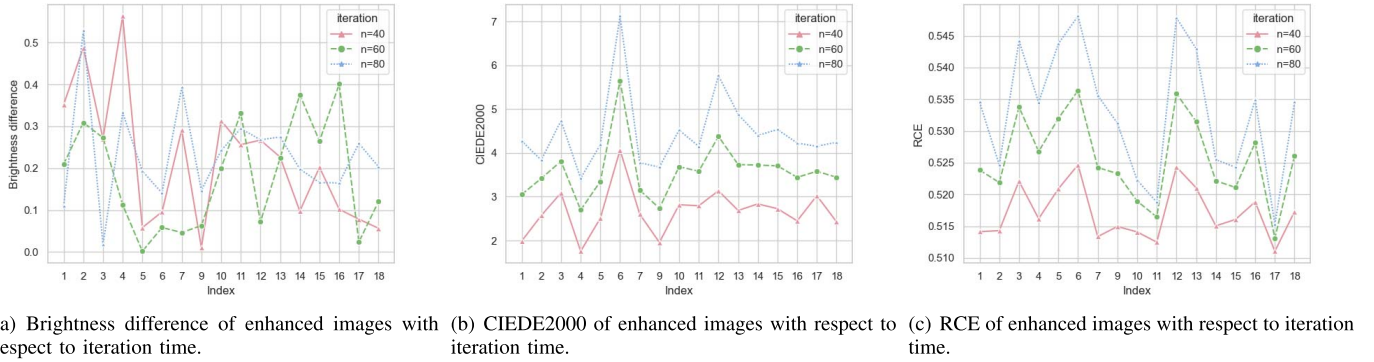 iteration
n=40
n=60
n=80
Brightness difference
0.5
0.4
0.3
0.2
0.1
0.0
1 2 3 4 5 6 7 9 10 11 12 13 14 15 16 17 18
Index
iteration
n=40
n=60
n=80
CIEDE2000
7
6
5
4
3
2
1 2 3 4 5 6 7 9 10 11 12 13 14 15 16 17 18
Index
iteration
n=40
n=60
n=80
RCE
0.545
0.540
0.535
0.530
0.525
0.520
0.515
0.510
1 2 3 4 5 6 7 9 10 11 12 13 14 15 16 17 18
Index
a) Brightness difference of enhanced images with
espect to iteration time.
(b) CIEDE2000 of enhanced images with respect to
iteration time.
(c) RCE of enhanced images with respect to iteration
time.